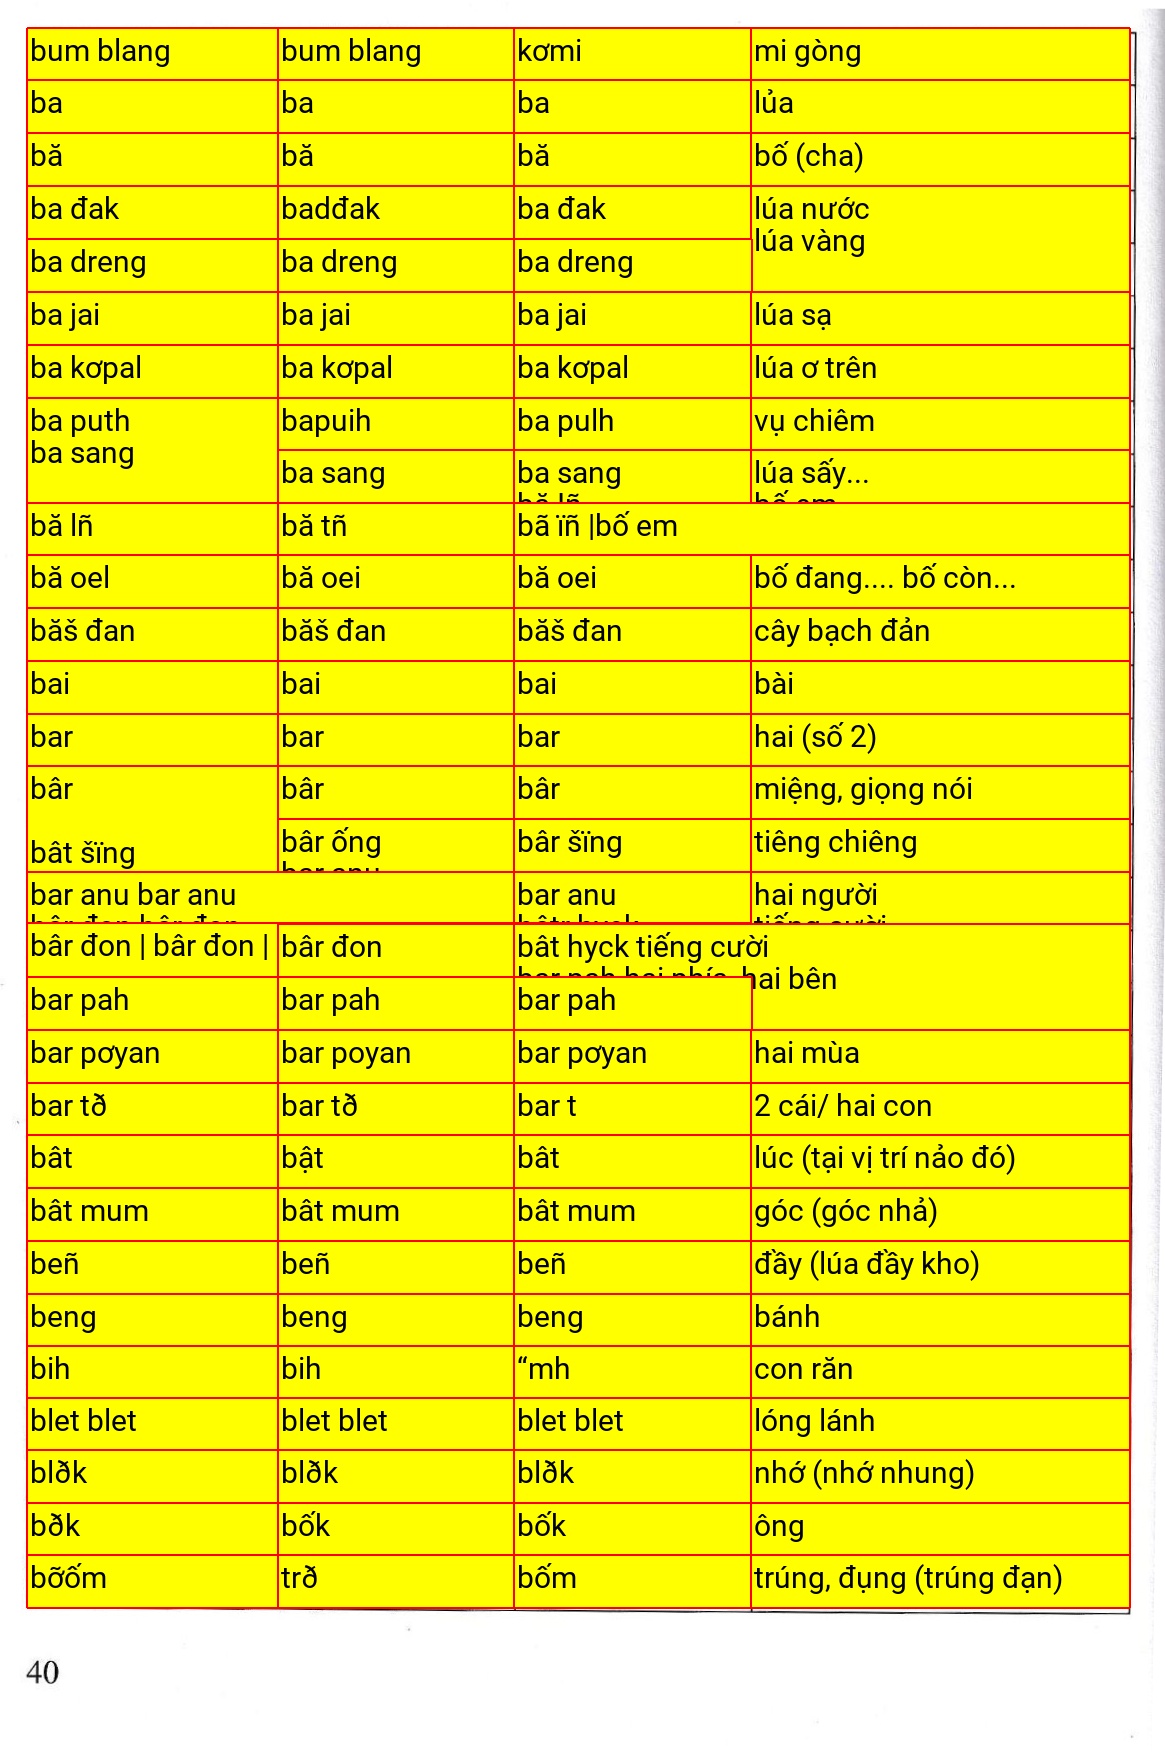 bum blang bum blang kơmi mi gòng
ba ba ba lủa
bă bă bă bố (cha)
ba đak badđak ba đak lúa nước
lúa vàng
ba dreng ba dreng ba dreng
ba jai ba jai ba jai lúa sạ
ba kơpal ba kơpal ba kơpal lúa ơ trên
ba puth bapuih ba pulh vụ chiêm
ba sang ba sang ba sang lúa sấy...
bă lñ bă tñ bã ïñ |bố em
bă oel bă oei bă oei bố đang.... bố còn...
băš đan băš đan băš đan cây bạch đản
bai bai bai bài
bar bar bar hai (số 2)
bâr bâr bâr miệng, giọng nói
bât šïng bâr ống bâr šïng tiêng chiêng
bar anu bar anu bar anu hai người
bâr đon | bâr đon | bâr đon bât hyck tiếng cười
hai bên
bar pah bar pah bar pah
bar pơyan bar poyan bar pơyan hai mùa
bar tð bar tð bar t 2 cái/ hai con
bât bật bât lúc (tại vị trí nảo đó)
bât mum bât mum bât mum góc (góc nhả)
beñ beñ beñ đầy (lúa đầy kho)
beng beng beng bánh
bih bih “mh con răn
blet blet blet blet blet blet lóng lánh
blðk blðk blðk nhớ (nhớ nhung)
bðk bốk bốk ông
bỡốm trð bốm trúng, đụng (trúng đạn)
40